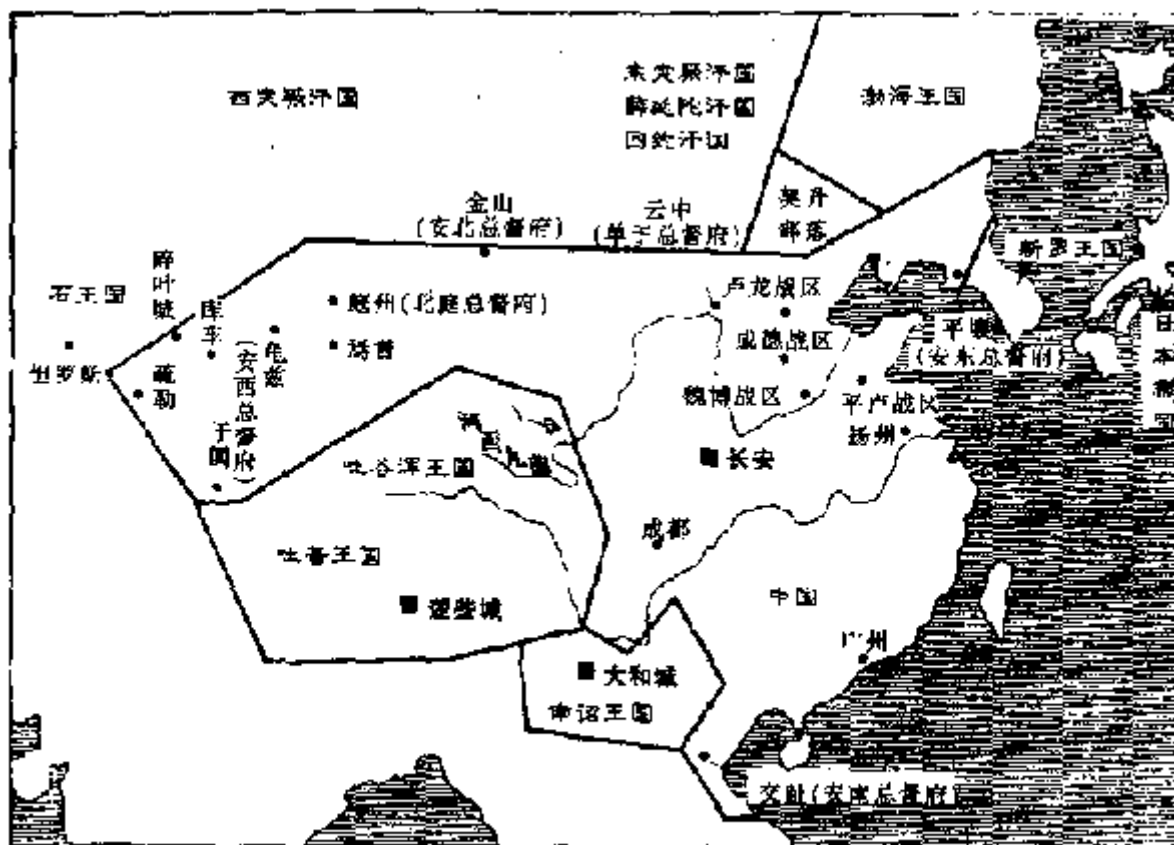 西突厥汗国
东突厥汗国
薛延陀汗国
回纥汗国
渤海王国
契丹
部落
金山
(安北总督府)
云中
(单于总督府)
新罗王国
石王国
碎叶城
库车
庭州(北庭总督府)
龟兹
(安西总督府)
疏勒
于阗
卢龙战区
成德战区
魏博战区
平壤
(安东总督府)
平卢战区
扬州
日本
长安
吐谷浑王国
河西九曲
成都
吐蕃王国
逻些城
中国
广州
大和城
南诏王国
交趾(安南总督府)